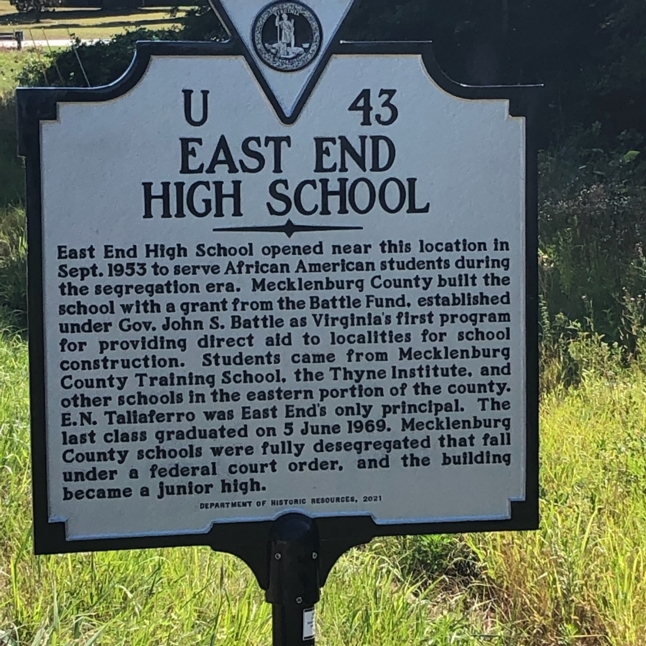 U 43
EAST END
HIGH SCHOOL
East End High School opened near this location in
Sept. 1953 to serve African American students during
the segregation era. Mecklenburg County built the
school with a grant from the Battle Fund, established
under Gov. John S. Battle as Virginia's first program
for providing direct aid to localities for school
construction. Students came from Mecklenburg
County Training School, the Thyne Institute, and
other schools in the eastern portion of the county.
E.N. Taliaferro was East End's only principal. The
last class graduated on 5 June 1969. Mecklenburg
County schools were fully desegregated that fall
under a federal court order, and the building
became a junior high.
DEPARTMENT OF HISTORIC RESOURCES, 2021